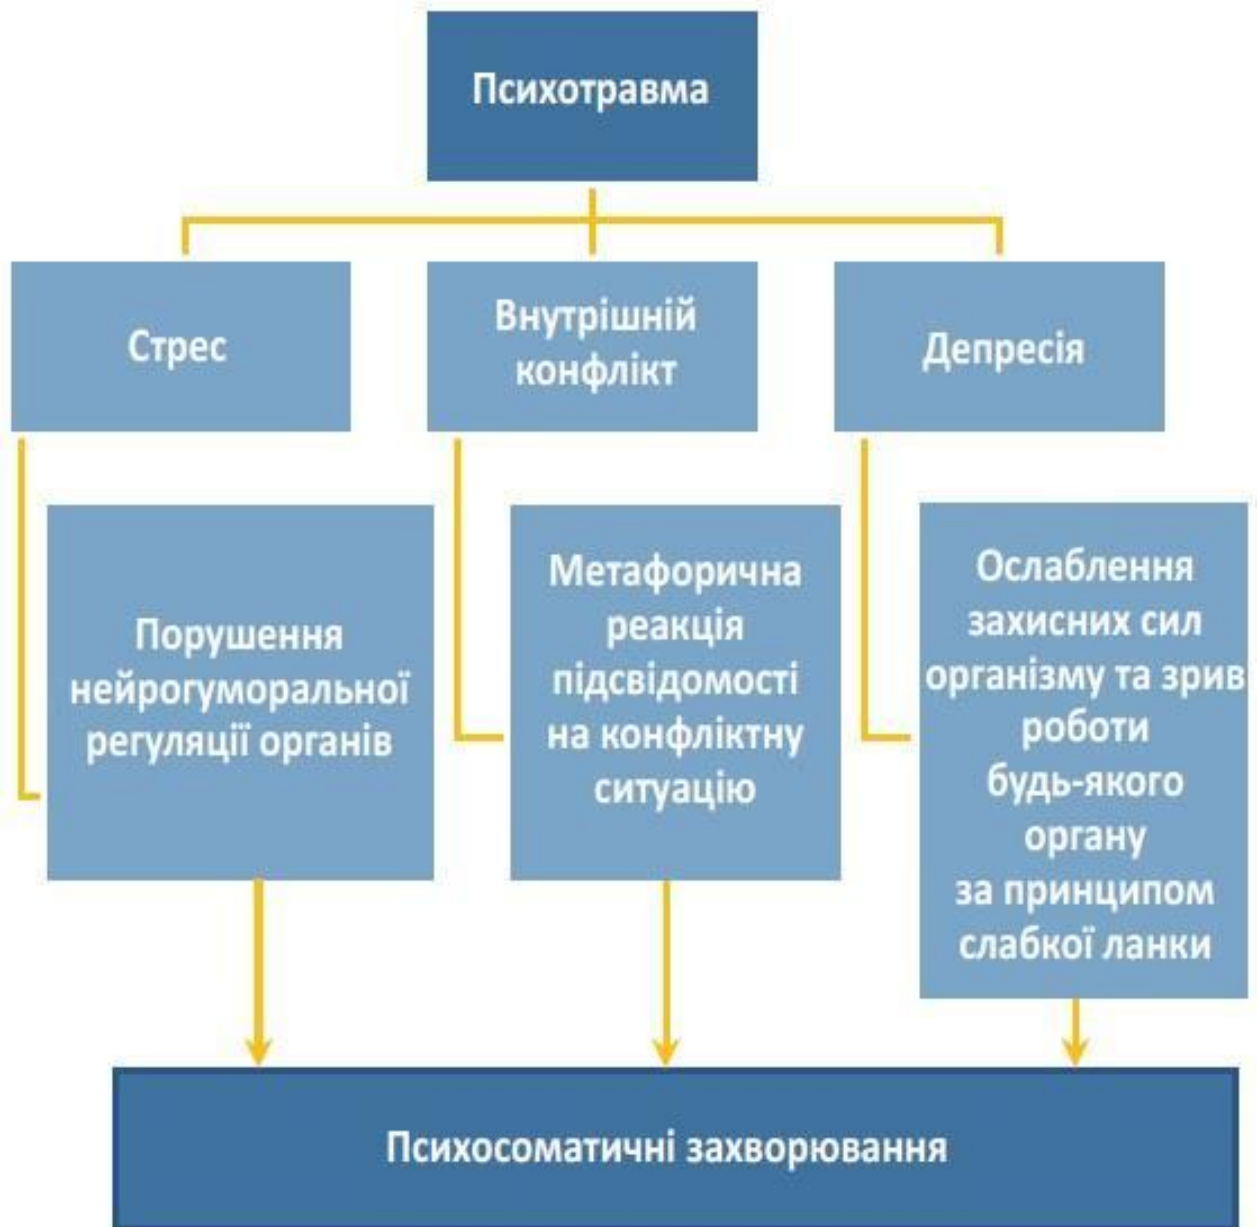 Психотравма
Стрес
Внутрішній
конфлікт
Депресія
Порушення
нейрогуморальної
регуляції органів
Метафорична
реакція
підсвідомості
на конфліктну
ситуацію
Ослаблення
захисних сил
організму та зрив
роботи
будь-якого
органу
за принципом
слабкої ланки
Психосоматичні захворювання